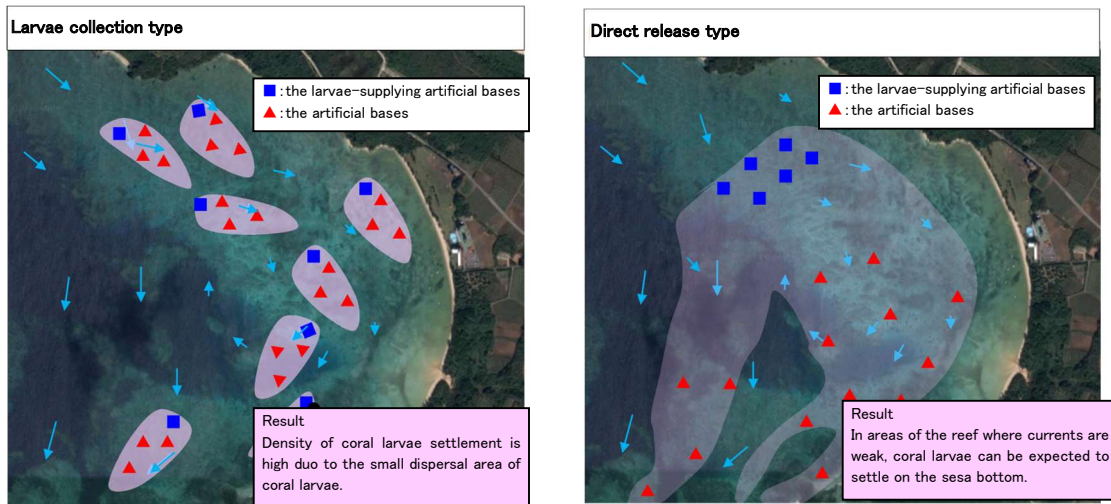 Larvae collection type
■:the larvae-supplying artificial bases
▲:the artificial bases
Result
Density of coral larvae settlement is
high duo to the small dispersal area of
coral larvae.
Direct release type
■:the larvae-supplying artificial bases
▲:the artificial bases
Result
In areas of the reef where currents are
weak, coral larvae can be expected to
settle on the sesa bottom.